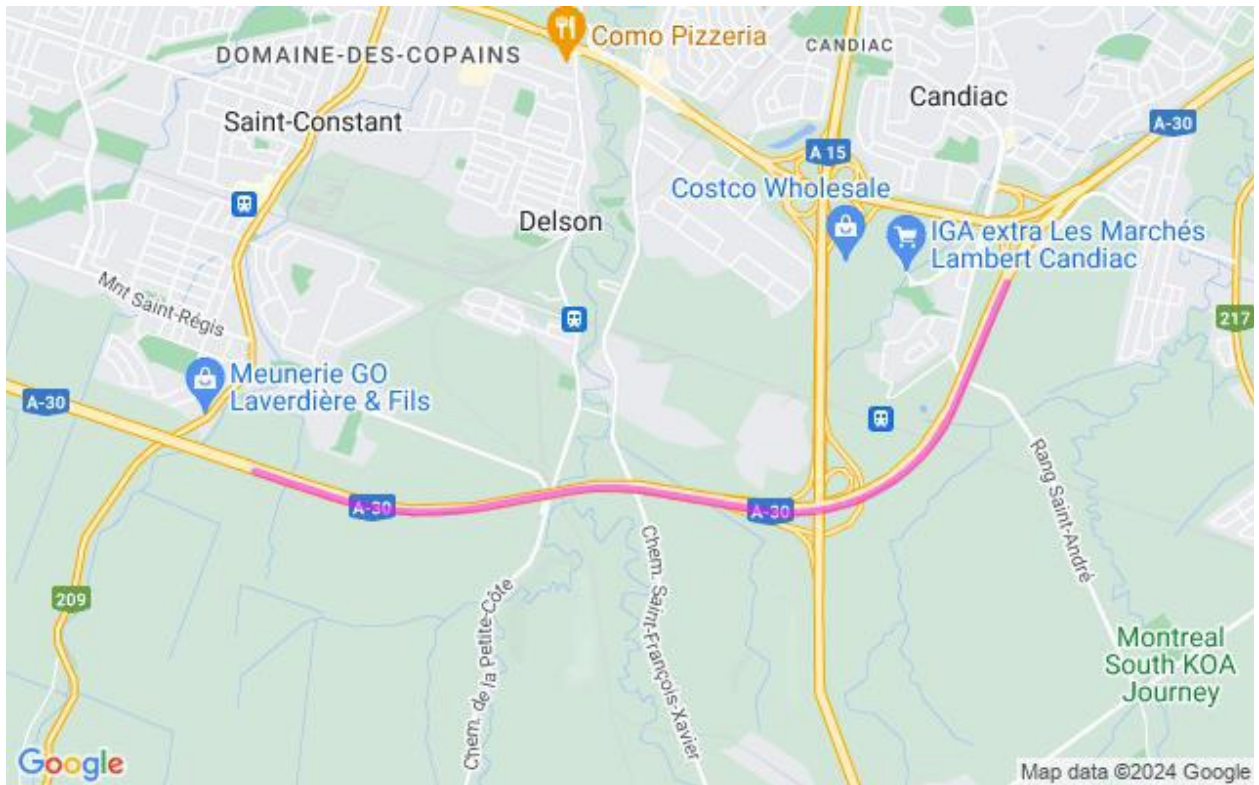 Como Pizzeria
CANDIAC
DOMAINE-DES-COPAINS
Candiac
Saint-Constant
A-30
A 15
Costco Wholesale
Delson
IGA extra Les Marchés
Lambert Candiac
Mnt Saint-Régis
217
Meunerie GO
Laverdière & Fils
A-30
A-30
A-30
Rang Saint-André
Chem. Saint-François-Xavier
Chem. de la Petite-Côte
209
Montreal
South KOA
Journey
Google
Map data ©2024 Google